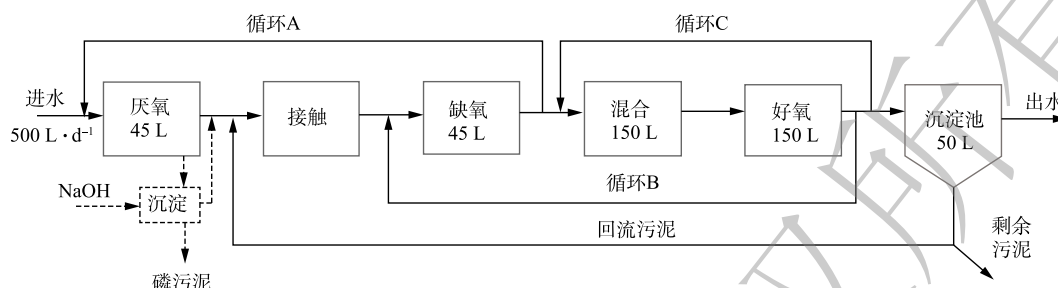 循环A
循环C
进水
500 L·d⁻¹
厌氧
45 L
接触
缺氧
45 L
混合
150 L
好氧
150 L
沉淀池
50 L
出水
NaOH
沉淀
循环B
回流污泥
剩余
污泥
磷污泥